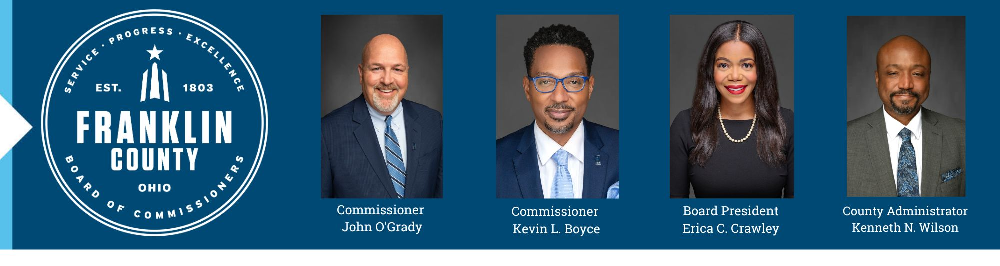 SERVICE · PROGRESS · EXCELLENCE
EST. 1803
FRANKLIN
COUNTY
OHIO
BOARD OF COMMISSIONERS
Commissioner
John O'Grady
Commissioner
Kevin L. Boyce
Board President
Erica C. Crawley
County Administrator
Kenneth N. Wilson